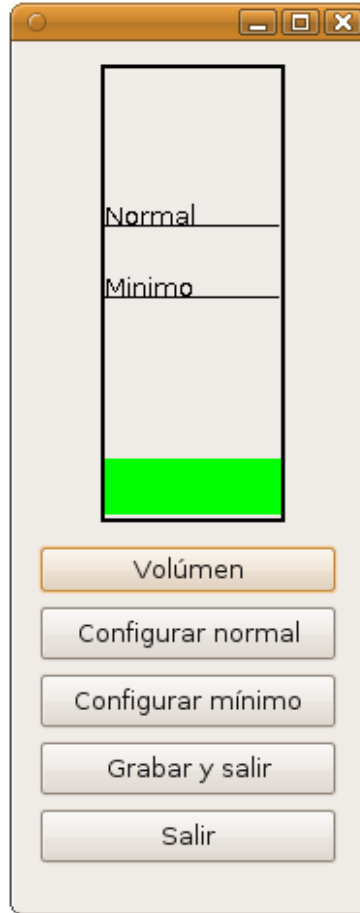 Normal
Minimo
Volúmen
Configurar normal
Configurar mínimo
Grabar y salir
Salir